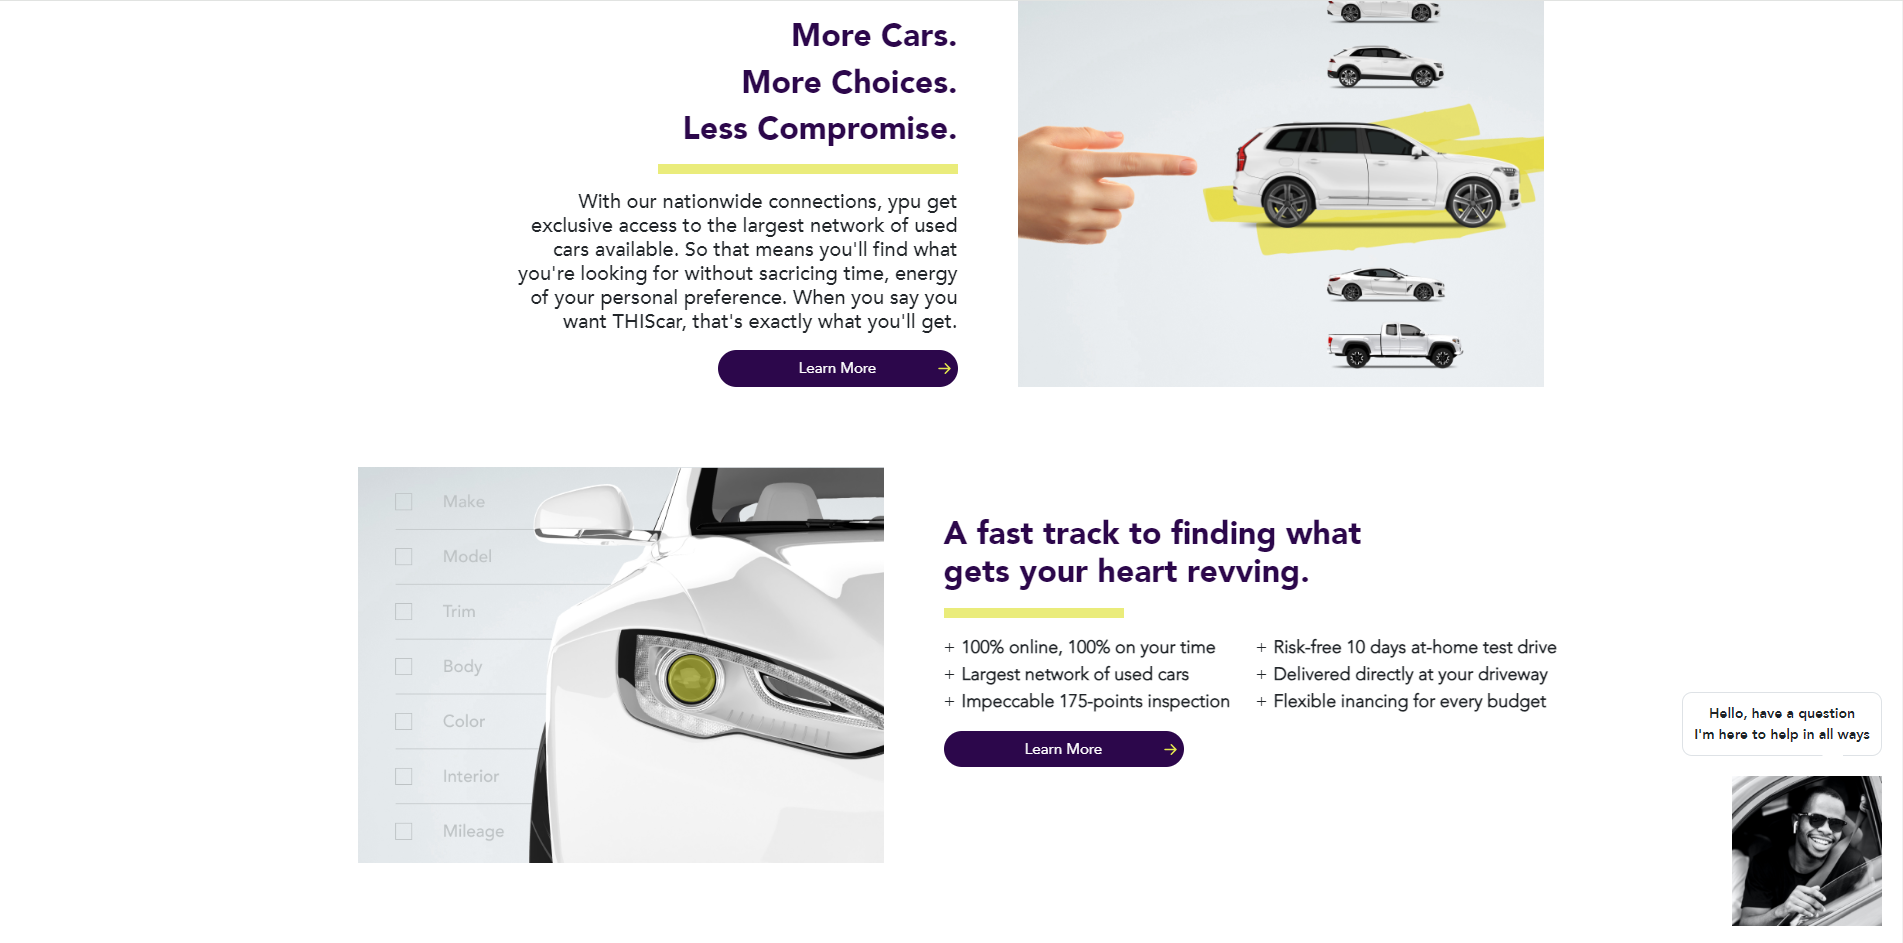 More Cars.
More Choices.
Less Compromise.
With our nationwide connections, ypu get
exclusive access to the largest network of used
cars available. So that means you'll find what
you're looking for without sacricing time, energy
of your personal preference. When you say you
want THIScar, that's exactly what you'll get.
Learn More
Make
Model
Trim
Body
Color
Interior
Mileage
A fast track to finding what
gets your heart revving.
+ 100% online, 100% on your time
+ Largest network of used cars
+ Impeccable 175-points inspection
+ Risk-free 10 days at-home test drive
+ Delivered directly at your driveway
+ Flexible inancing for every budget
Learn More
Hello, have a question
I'm here to help in all ways